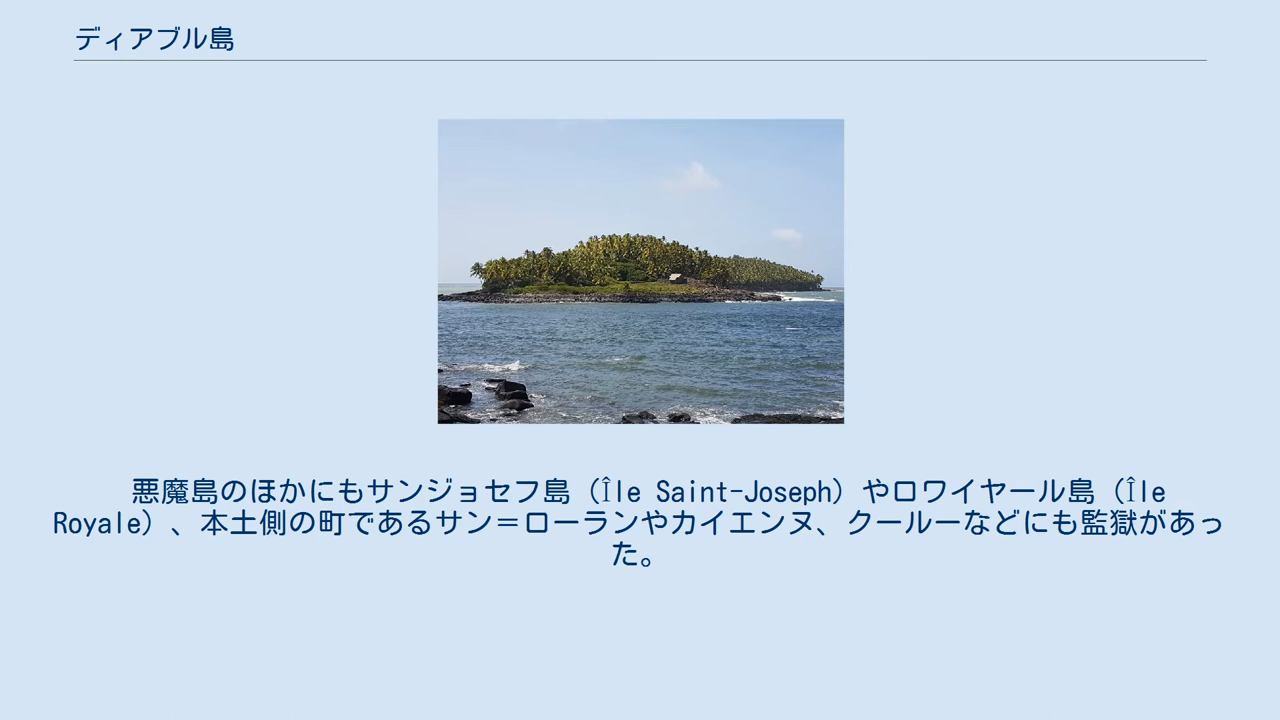 ディアブル島
悪魔島のほかにもサンジョセフ島（Île Saint-Joseph）やロワイヤール島（Île
Royale）、本土側の町であるサン＝ローランやカイエンヌ、クールーなどにも監獄があっ
た。